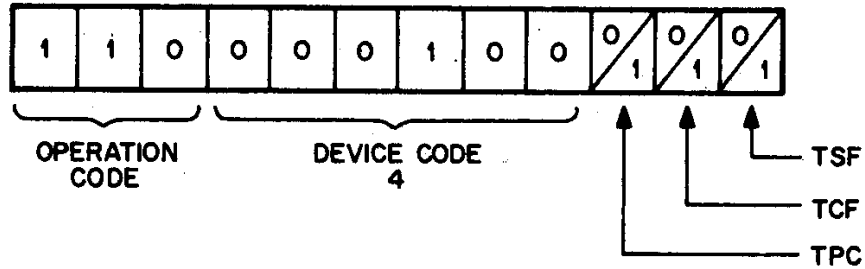 1 1 0 0 0 0 1 0 0 0/1 0/1 0/1
OPERATION CODE
DEVICE CODE 4
TSF
TCF
TPC